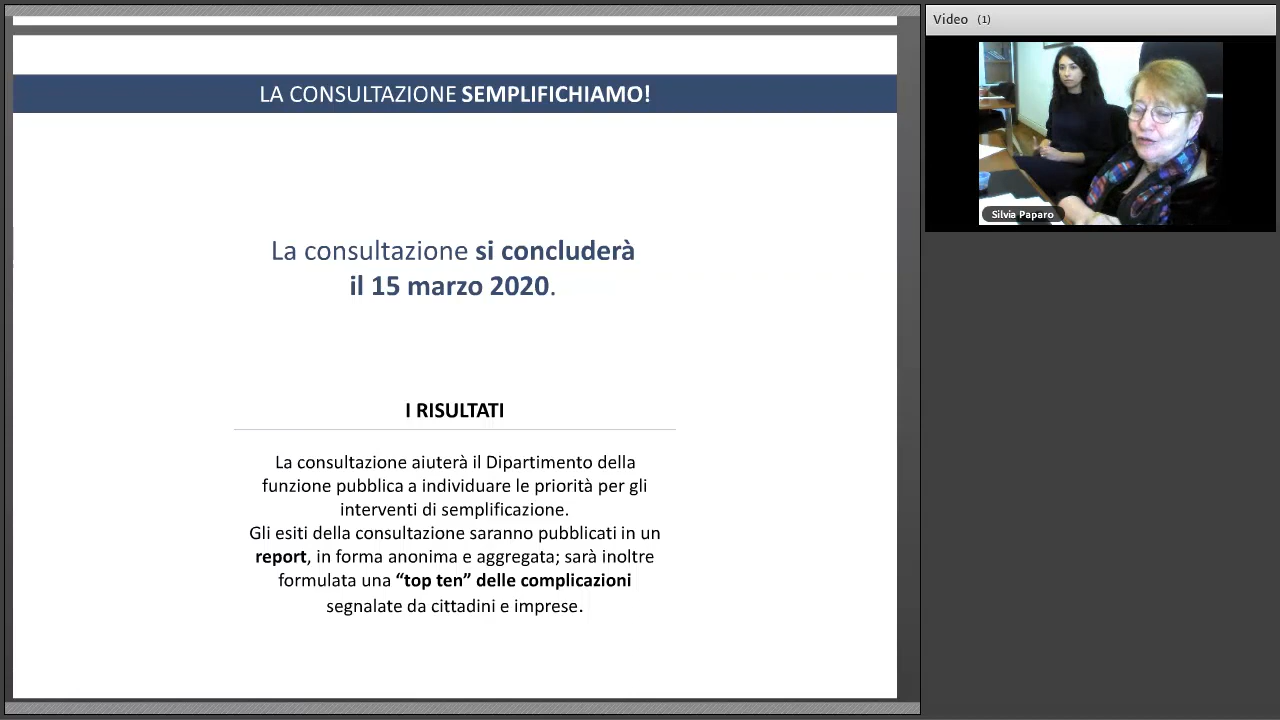 LA CONSULTAZIONE SEMPLIFICHIAMO!
La consultazione si concluderà
il 15 marzo 2020.
I RISULTATI
La consultazione aiuterà il Dipartimento della
funzione pubblica a individuare le priorità per gli
interventi di semplificazione.
Gli esiti della consultazione saranno pubblicati in un
report, in forma anonima e aggregata; sarà inoltre
formulata una “top ten” delle complicazioni
segnalate da cittadini e imprese.
Video (1)
Silvia Paparo